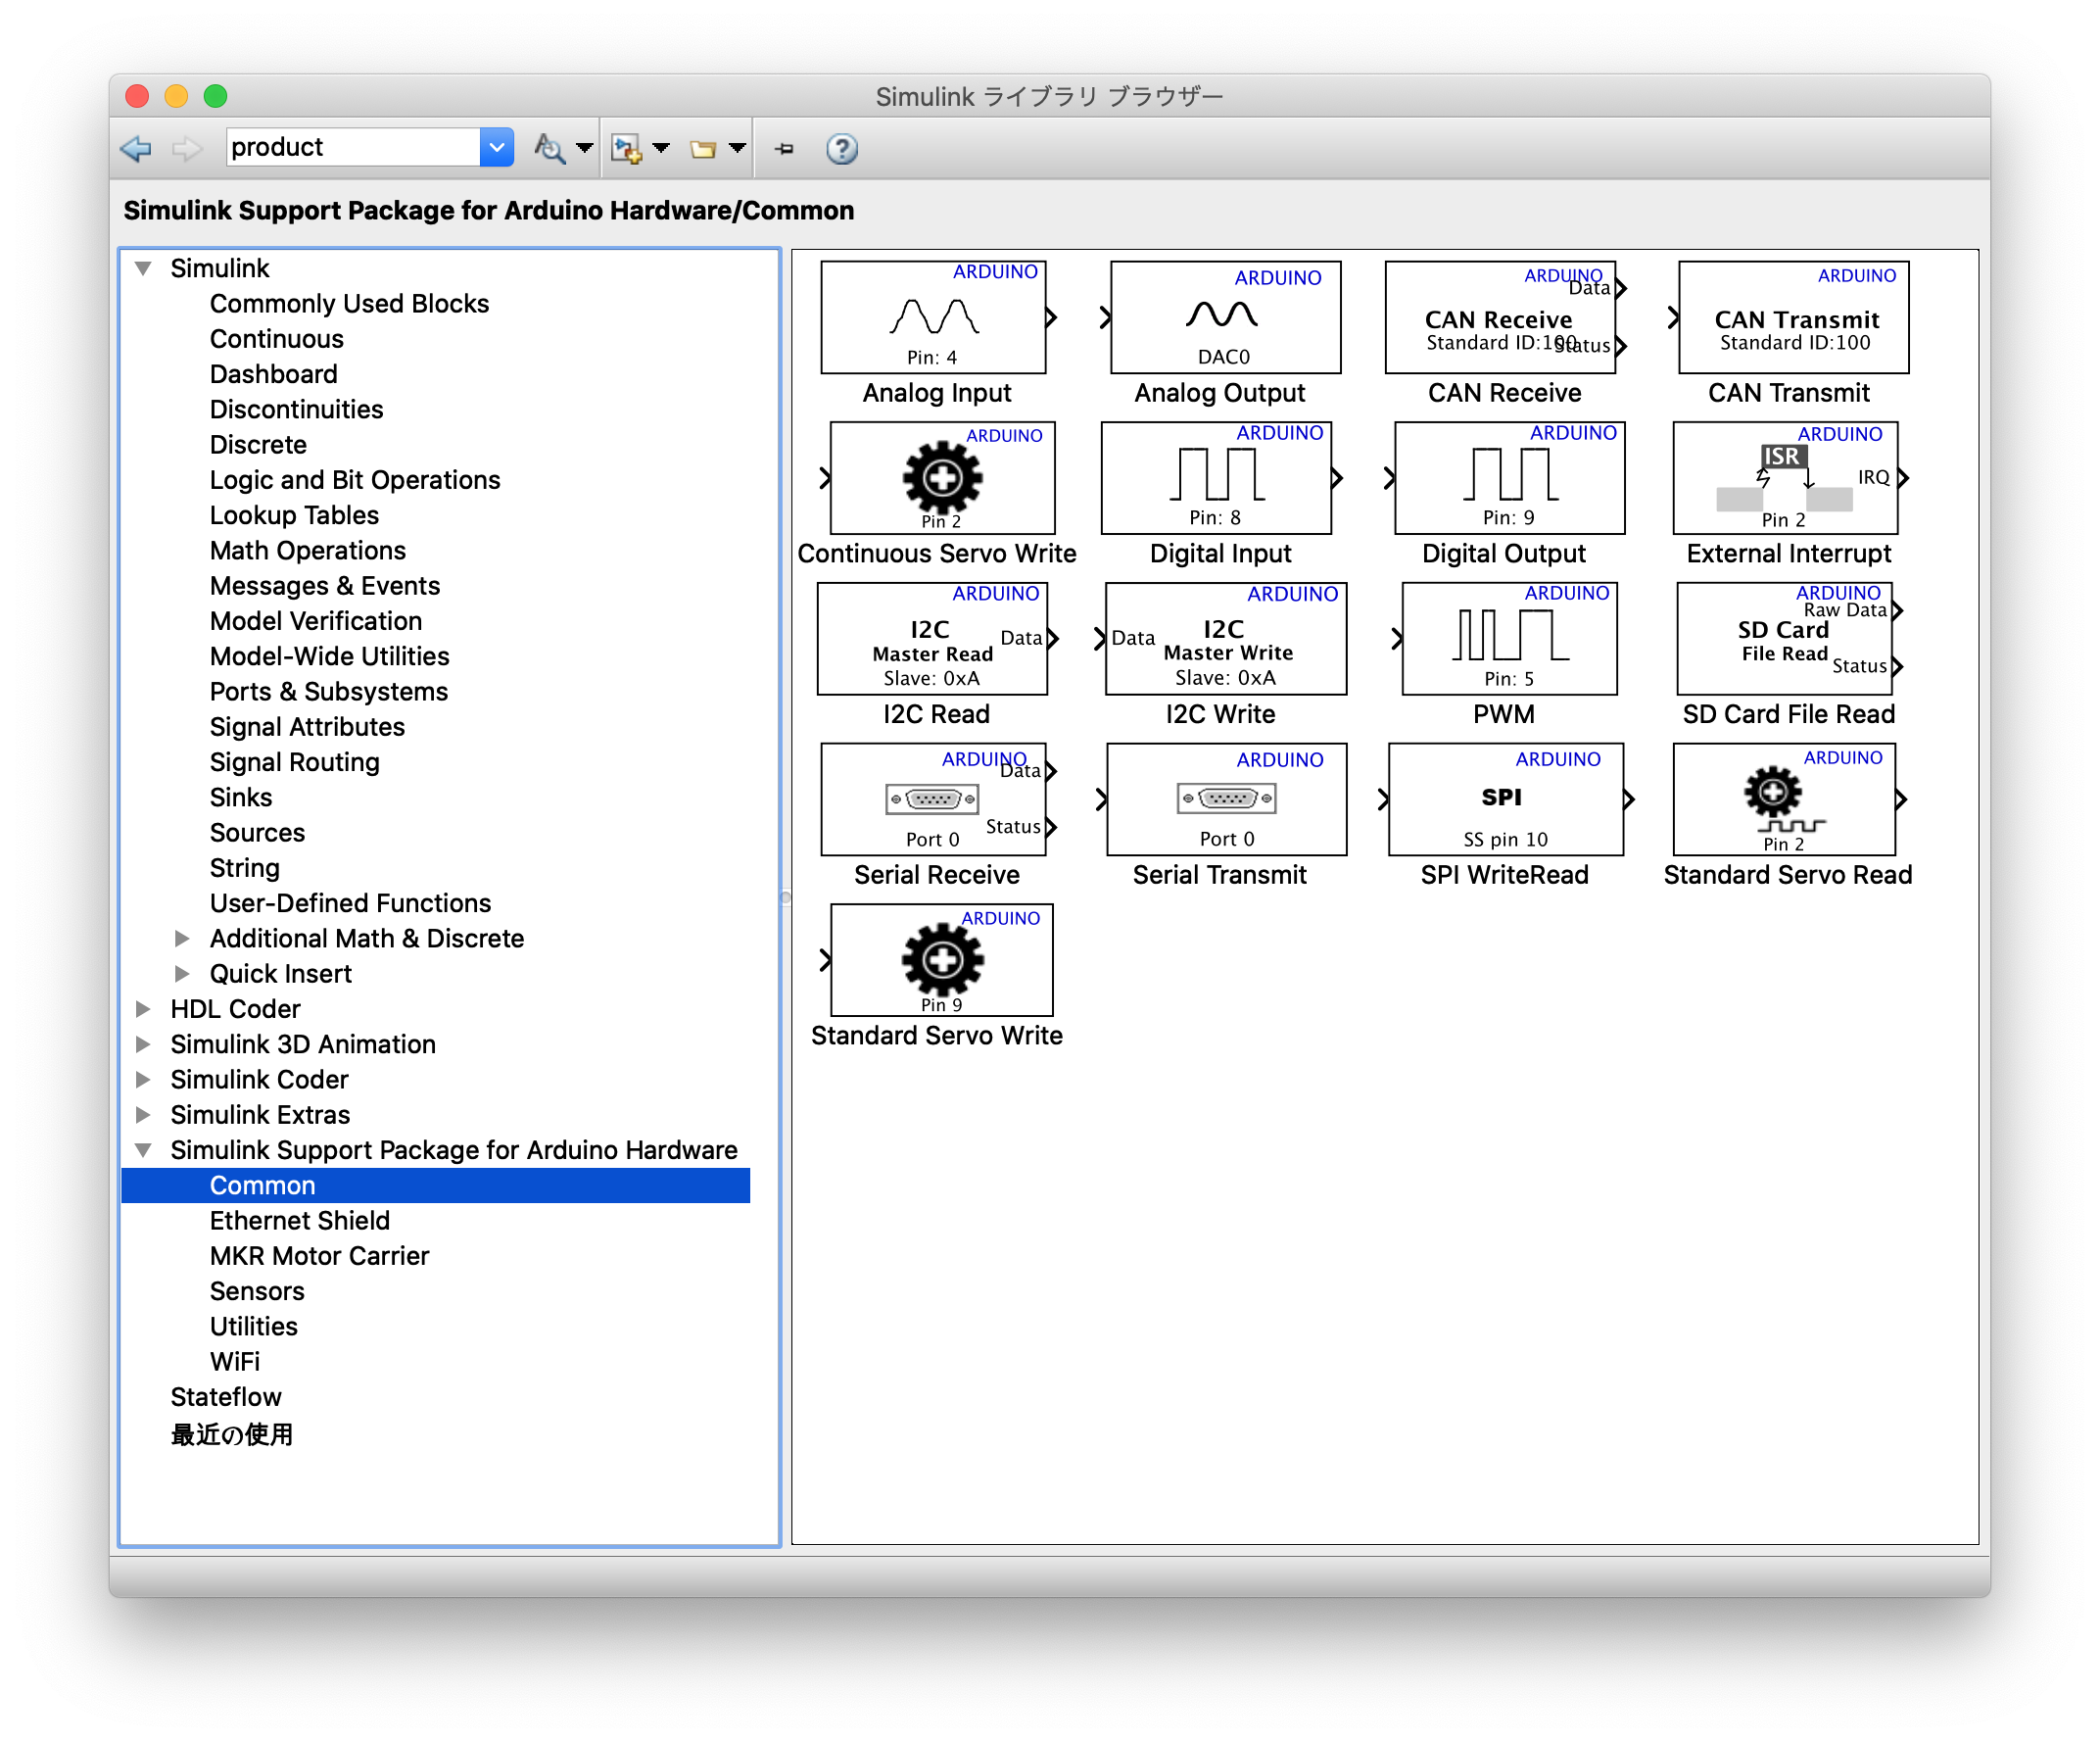 Simulink ライブラリ ブラウザー
product
Simulink Support Package for Arduino Hardware/Common
Simulink
Commonly Used Blocks
Continuous
Dashboard
Discontinuities
Discrete
Logic and Bit Operations
Lookup Tables
Math Operations
Messages & Events
Model Verification
Model-Wide Utilities
Ports & Subsystems
Signal Attributes
Signal Routing
Sinks
Sources
String
User-Defined Functions
Additional Math & Discrete
Quick Insert
HDL Coder
Simulink 3D Animation
Simulink Coder
Simulink Extras
Simulink Support Package for Arduino Hardware
Common
Ethernet Shield
MKR Motor Carrier
Sensors
Utilities
WiFi
Stateflow
最近の使用
ARDUINO
Pin: 4
Analog Input
ARDUINO
DAC0
Analog Output
ARDUINO
Data
CAN Receive
Standard ID:100
Status
CAN Receive
ARDUINO
CAN Transmit
Standard ID:100
CAN Transmit
ARDUINO
Pin 2
Continuous Servo Write
ARDUINO
Pin: 8
Digital Input
ARDUINO
Pin: 9
Digital Output
ARDUINO
ISR
IRQ
Pin 2
External Interrupt
ARDUINO
I2C
Data
Master Read
Slave: 0xA
I2C Read
ARDUINO
I2C
Data
Master Write
Slave: 0xA
I2C Write
ARDUINO
Pin: 5
PWM
ARDUINO
Raw Data
SD Card
File Read
Status
SD Card File Read
ARDUINO
Data
Status
Port 0
Serial Receive
ARDUINO
Port 0
Serial Transmit
ARDUINO
SPI
SS pin 10
SPI WriteRead
ARDUINO
Pin 2
Standard Servo Read
ARDUINO
Pin 9
Standard Servo Write